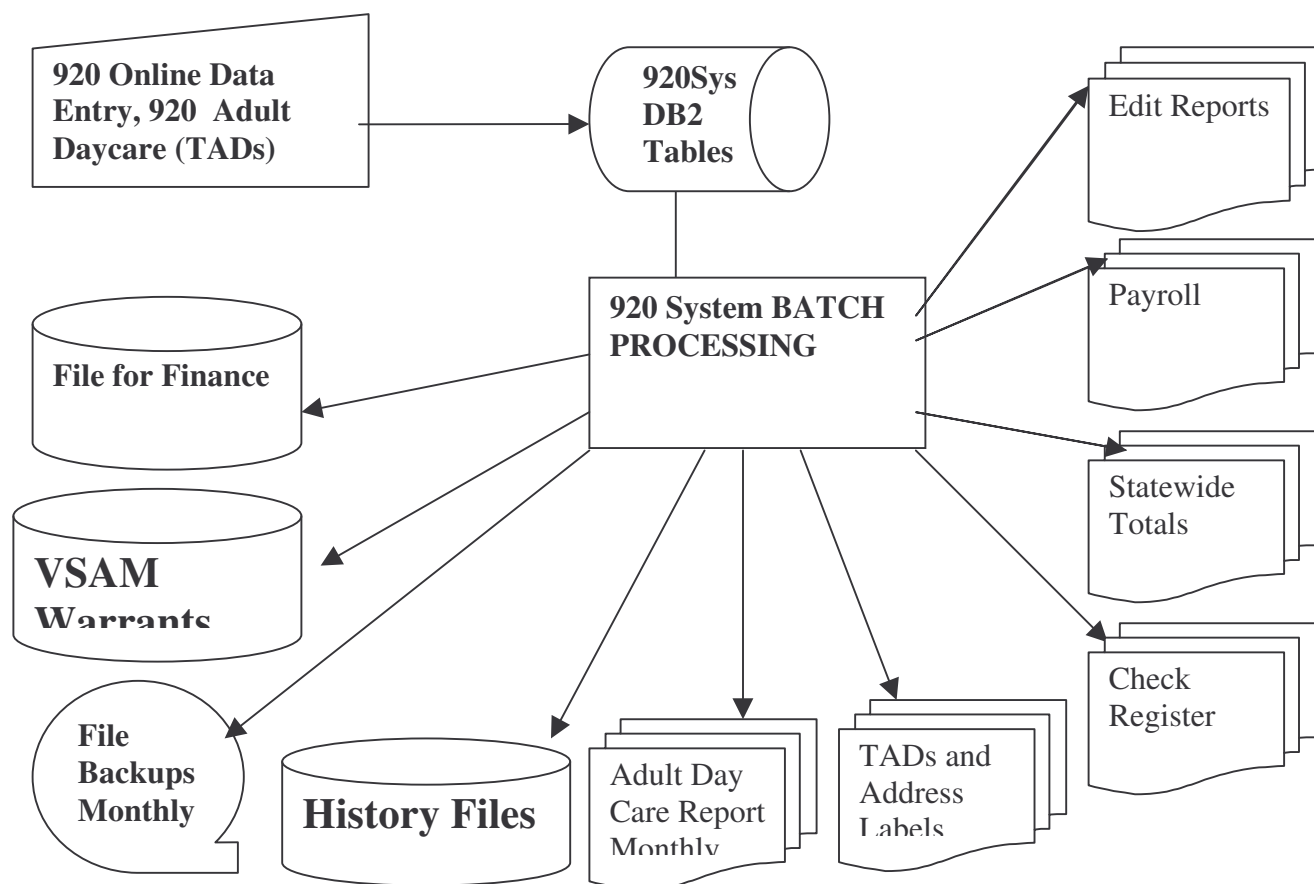 920 Online Data
Entry, 920 Adult
Daycare (TADs)
920Sys
DB2
Tables
Edit Reports
920 System BATCH
PROCESSING
Payroll
File for Finance
Statewide
Totals
VSAM
Warrants
Check
Register
File
Backups
Monthly
History Files
Adult Day
Care Report
Monthly
TADs and
Address
Labels